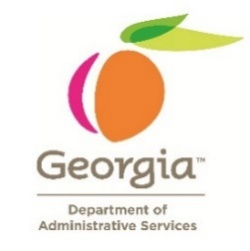 Georgia™
Department of
Administrative Services